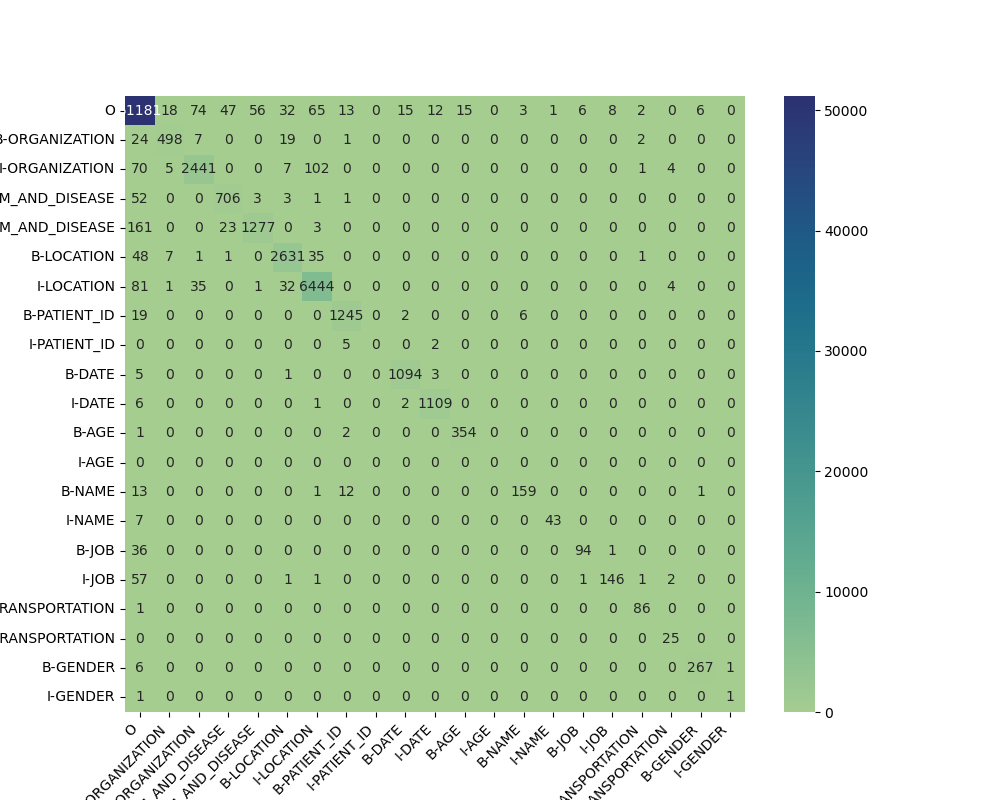 O 1181 18 74 47 56 32 65 13 0 15 12 15 0 3 1 6 8 2 0 6 0
B-ORGANIZATION 24 498 7 0 0 19 0 1 0 0 0 0 0 0 0 0 0 2 0 0 0
I-ORGANIZATION 70 5 2441 0 0 7 102 0 0 0 0 0 0 0 0 0 0 1 4 0 0
M_AND_DISEASE 52 0 0 706 3 3 1 1 0 0 0 0 0 0 0 0 0 0 0 0 0
M_AND_DISEASE 161 0 0 23 1277 0 3 0 0 0 0 0 0 0 0 0 0 0 0 0 0
B-LOCATION 48 7 1 1 0 2631 35 0 0 0 0 0 0 0 0 0 0 1 0 0 0
I-LOCATION 81 1 35 0 1 32 6444 0 0 0 0 0 0 0 0 0 0 0 4 0 0
B-PATIENT_ID 19 0 0 0 0 0 0 1245 0 2 0 0 0 6 0 0 0 0 0 0 0
I-PATIENT_ID 0 0 0 0 0 0 0 5 0 0 2 0 0 0 0 0 0 0 0 0 0
B-DATE 5 0 0 0 0 1 0 0 0 1094 3 0 0 0 0 0 0 0 0 0 0
I-DATE 6 0 0 0 0 0 1 0 0 2 1109 0 0 0 0 0 0 0 0 0 0
B-AGE 1 0 0 0 0 0 0 2 0 0 0 354 0 0 0 0 0 0 0 0 0
I-AGE 0 0 0 0 0 0 0 0 0 0 0 0 0 0 0 0 0 0 0 0 0
B-NAME 13 0 0 0 0 0 1 12 0 0 0 0 0 159 0 0 0 0 0 1 0
I-NAME 7 0 0 0 0 0 0 0 0 0 0 0 0 0 43 0 0 0 0 0 0
B-JOB 36 0 0 0 0 0 0 0 0 0 0 0 0 0 0 94 1 0 0 0 0
I-JOB 57 0 0 0 0 1 1 0 0 0 0 0 0 0 0 1 146 1 2 0 0
RANSPORTATION 1 0 0 0 0 0 0 0 0 0 0 0 0 0 0 0 0 86 0 0 0
RANSPORTATION 0 0 0 0 0 0 0 0 0 0 0 0 0 0 0 0 0 0 25 0 0
B-GENDER 6 0 0 0 0 0 0 0 0 0 0 0 0 0 0 0 0 0 0 267 1
I-GENDER 1 0 0 0 0 0 0 0 0 0 0 0 0 0 0 0 0 0 0 0 1
O
ORGANIZATION
ORGANIZATION
_AND_DISEASE
_AND_DISEASE
B-LOCATION
I-LOCATION
B-PATIENT_ID
I-PATIENT_ID
B-DATE
I-DATE
B-AGE
I-AGE
B-NAME
I-NAME
B-JOB
I-JOB
ANSPORTATION
ANSPORTATION
B-GENDER
I-GENDER
50000
40000
30000
20000
10000
0